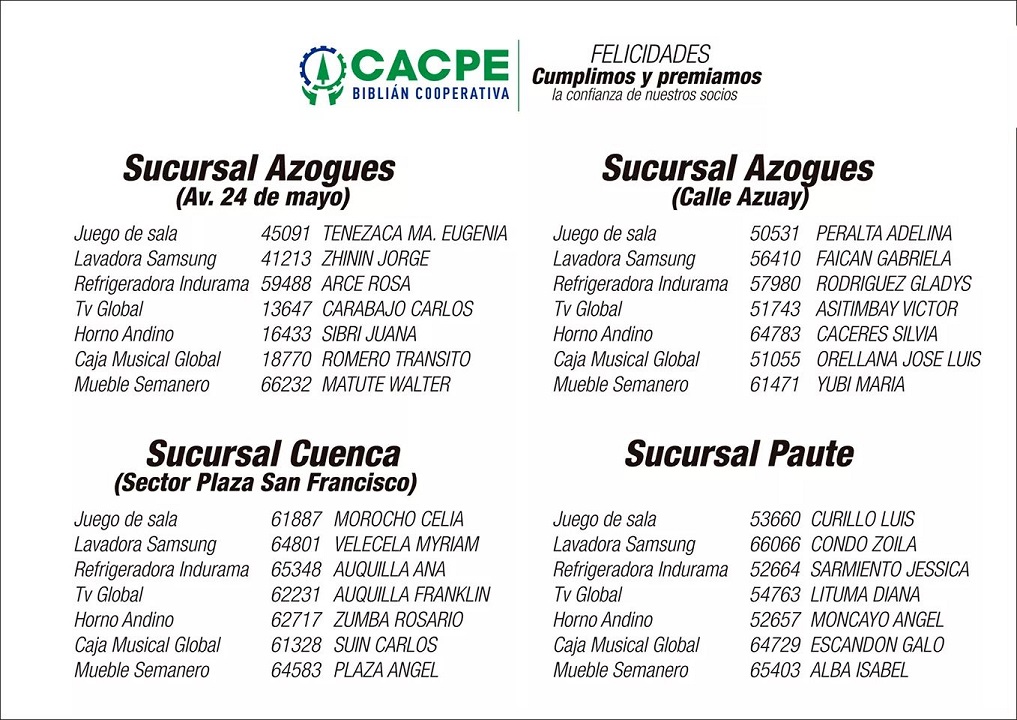 CACPE
BIBLIÁN COOPERATIVA
FELICIDADES
Cumplimos y premiamos
la confianza de nuestros socios
Sucursal Azogues
(Av. 24 de mayo)
Juego de sala 45091 TENEZACA MA. EUGENIA
Lavadora Samsung 41213 ZHININ JORGE
Refrigeradora Indurama 59488 ARCE ROSA
Tv Global 13647 CARABAJO CARLOS
Horno Andino 16433 SIBRI JUANA
Caja Musical Global 18770 ROMERO TRANSITO
Mueble Semanero 66232 MATUTE WALTER
Sucursal Azogues
(Calle Azuay)
Juego de sala 50531 PERALTA ADELINA
Lavadora Samsung 56410 FAICAN GABRIELA
Refrigeradora Indurama 57980 RODRIGUEZ GLADYS
Tv Global 51743 ASITIMBAY VICTOR
Horno Andino 64783 CACERES SILVIA
Caja Musical Global 51055 ORELLANA JOSE LUIS
Mueble Semanero 61471 YUBI MARIA
Sucursal Cuenca
(Sector Plaza San Francisco)
Juego de sala 61887 MOROCHO CELIA
Lavadora Samsung 64801 VELECELA MYRIAM
Refrigeradora Indurama 65348 AUQUILLA ANA
Tv Global 62231 AUQUILLA FRANKLIN
Horno Andino 62717 ZUMBA ROSARIO
Caja Musical Global 61328 SUIN CARLOS
Mueble Semanero 64583 PLAZA ANGEL
Sucursal Paute
Juego de sala 53660 CURILLO LUIS
Lavadora Samsung 66066 CONDO ZOILA
Refrigeradora Indurama 52664 SARMIENTO JESSICA
Tv Global 54763 LITUMA DIANA
Horno Andino 52657 MONCAYO ANGEL
Caja Musical Global 64729 ESCANDON GALO
Mueble Semanero 65403 ALBA ISABEL